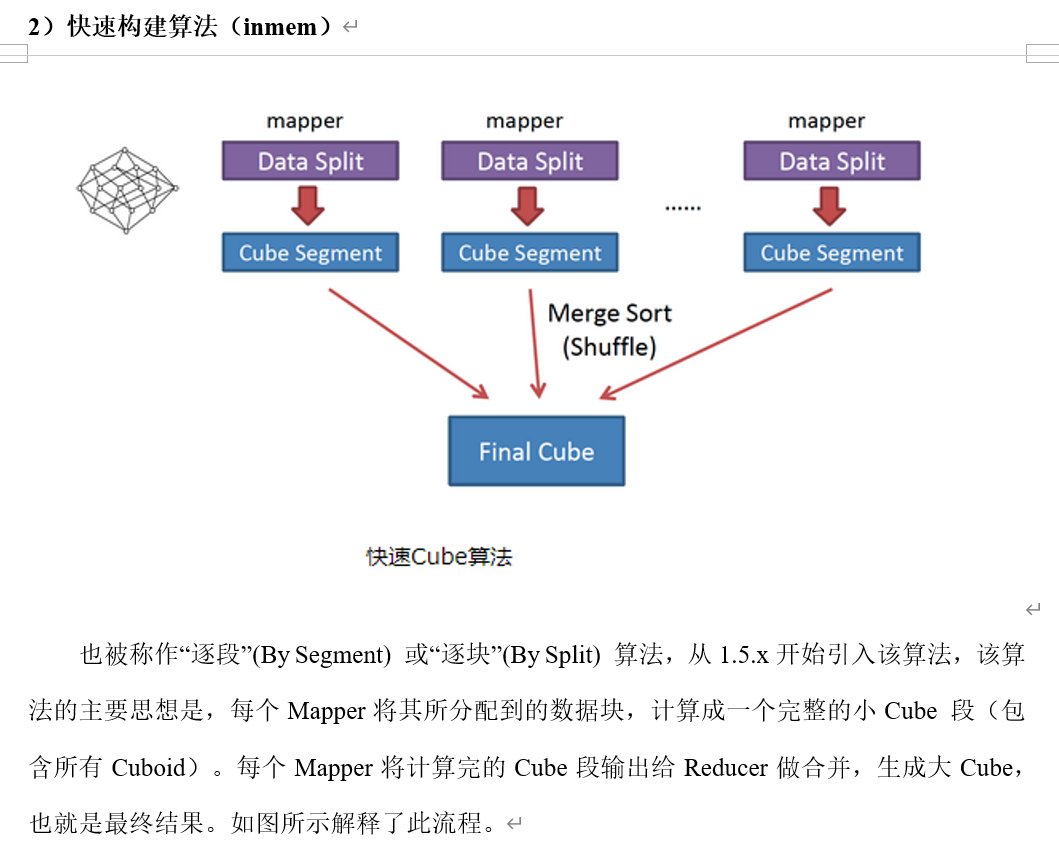 2）快速构建算法（inmem）
mapper mapper mapper
Data Split Data Split Data Split
......
Cube Segment Cube Segment Cube Segment
Merge Sort
(Shuffle)
Final Cube
快速Cube算法
也被称作“逐段”(By Segment) 或“逐块”(By Split) 算法，从 1.5.x 开始引入该算法，该算
法的主要思想是，每个 Mapper 将其所分配到的数据块，计算成一个完整的小 Cube 段（包
含所有 Cuboid）。每个 Mapper 将计算完的 Cube 段输出给 Reducer 做合并，生成大 Cube，
也就是最终结果。如图所示解释了此流程。